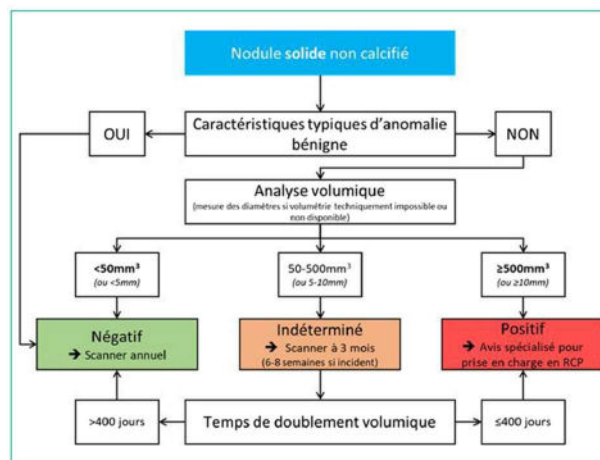 Nodule solide non calcifié
OUI
Caractéristiques typiques d'anomalie
bénigne
NON
Analyse volumique
(mesure des diamètres si volumétrie techniquement impossible ou
non disponible)
<50mm³
(ou <5mm)
50-500mm³
(ou 5-10mm)
≥500mm³
(ou ≥10mm)
Négatif
➔ Scanner annuel
Indéterminé
➔ Scanner à 3 mois
(6-8 semaines si incident)
Positif
➔ Avis spécialisé pour
prise en charge en RCP
>400 jours
Temps de doublement volumique
≤400 jours